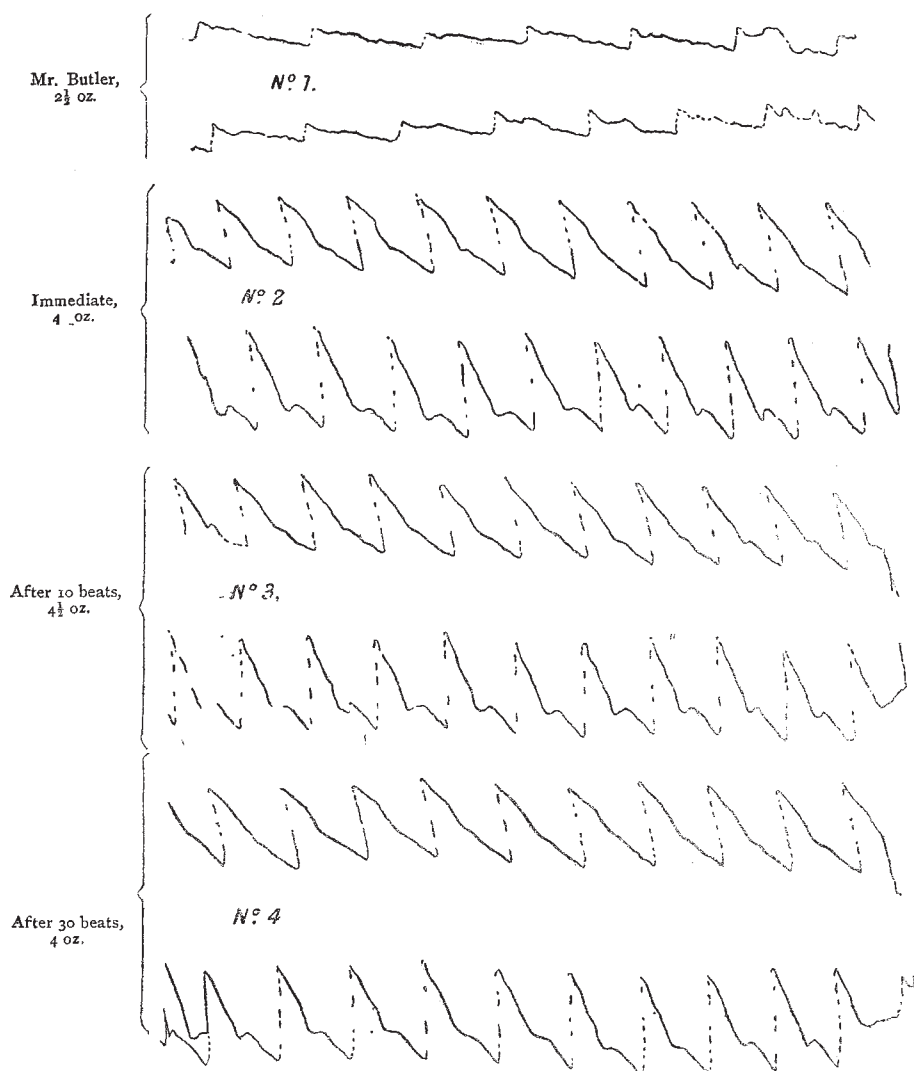 Mr. Butler,
2½ oz.
Nº 1.
Immediate,
4 oz.
Nº 2
After 10 beats,
4½ oz.
Nº 3,
After 30 beats,
4 oz.
Nº 4